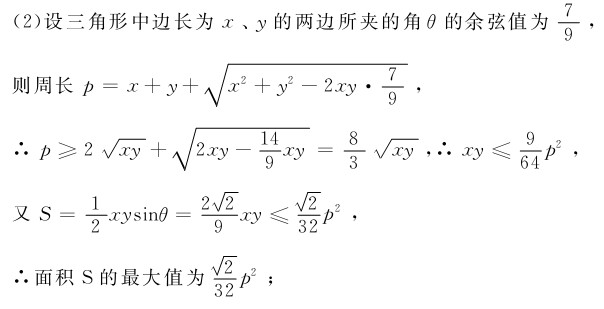 (2)设三角形中边长为 x 、y 的两边所夹的角 θ 的余弦值为 $\frac{7}{9}$ ,
则周长 $p = x + y + \sqrt{x^2 + y^2 - 2xy \cdot \frac{7}{9}}$ ,
∴ $p \geqslant 2\sqrt{xy} + \sqrt{2xy - \frac{14}{9}xy} = \frac{8}{3}\sqrt{xy}$ ,∴ $xy \leqslant \frac{9}{64}p^2$ ,
又 $S = \frac{1}{2}xy\sin\theta = \frac{2\sqrt{2}}{9}xy \leqslant \frac{\sqrt{2}}{32}p^2$ ,
∴面积 S 的最大值为 $\frac{\sqrt{2}}{32}p^2$ ;